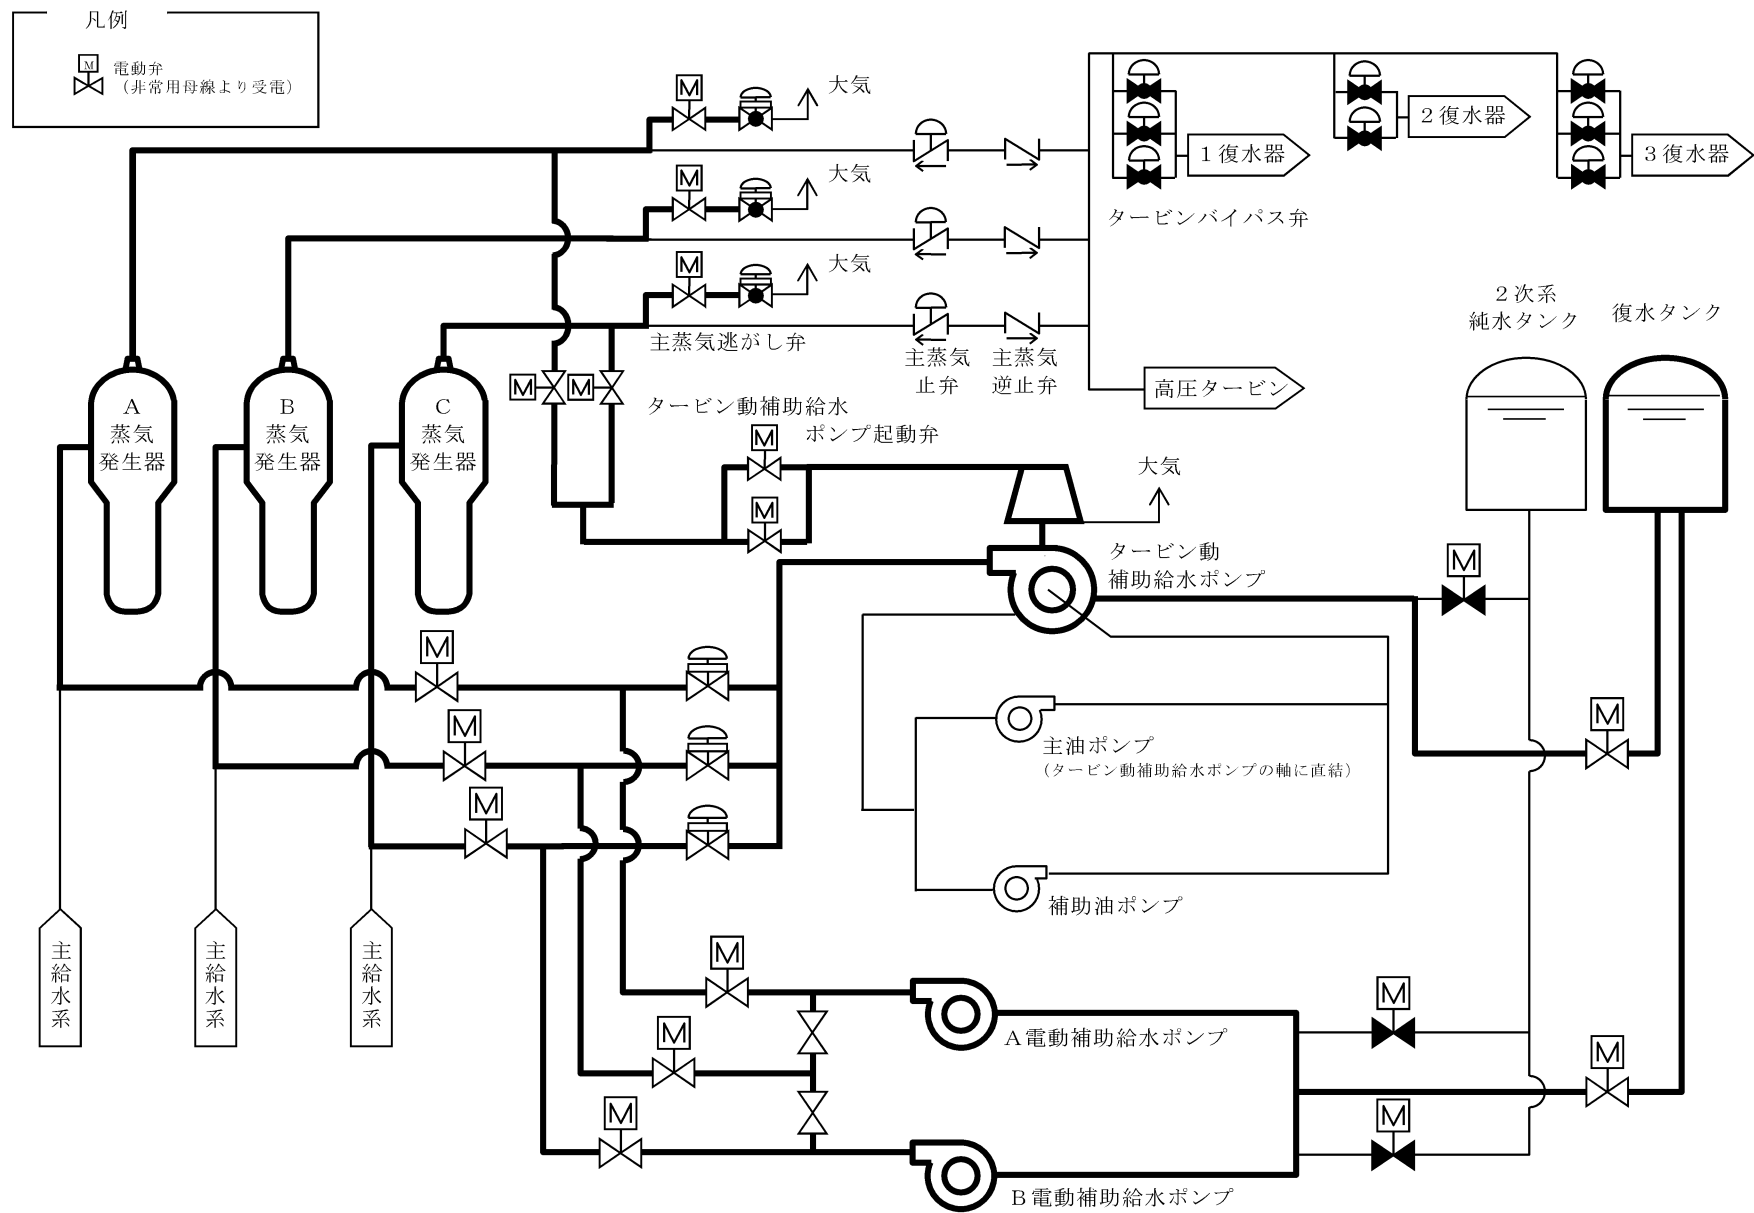 凡例
M
電動弁
（非常用母線より受電）
M
大気
M
大気
M
大気
2復水器
1復水器
3復水器
タービンバイパス弁
2次系
純水タンク
復水タンク
主蒸気逃がし弁
主蒸気
止弁
主蒸気
逆止弁
高圧タービン
A
蒸気
発生器
B
蒸気
発生器
C
蒸気
発生器
M
M
タービン動補助給水
ポンプ起動弁
M
M
大気
タービン動
補助給水ポンプ
M
M
M
M
M
主油ポンプ
（タービン動補助給水ポンプの軸に直結）
補助油ポンプ
主給水系
主給水系
主給水系
M
M
M
A電動補助給水ポンプ
B電動補助給水ポンプ
M
M
M